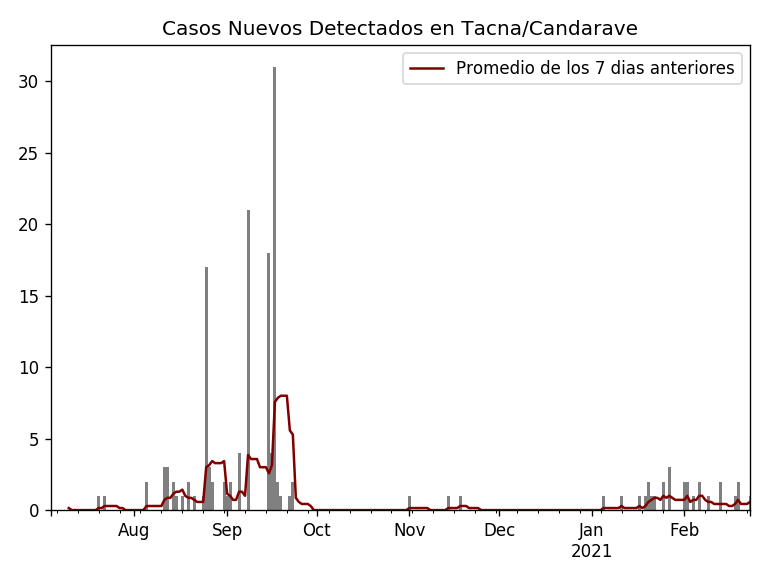 Casos Nuevos Detectados en Tacna/Candarave
Promedio de los 7 dias anteriores
30
25
20
15
10
5
0
Aug Sep Oct Nov Dec Jan Feb
2021